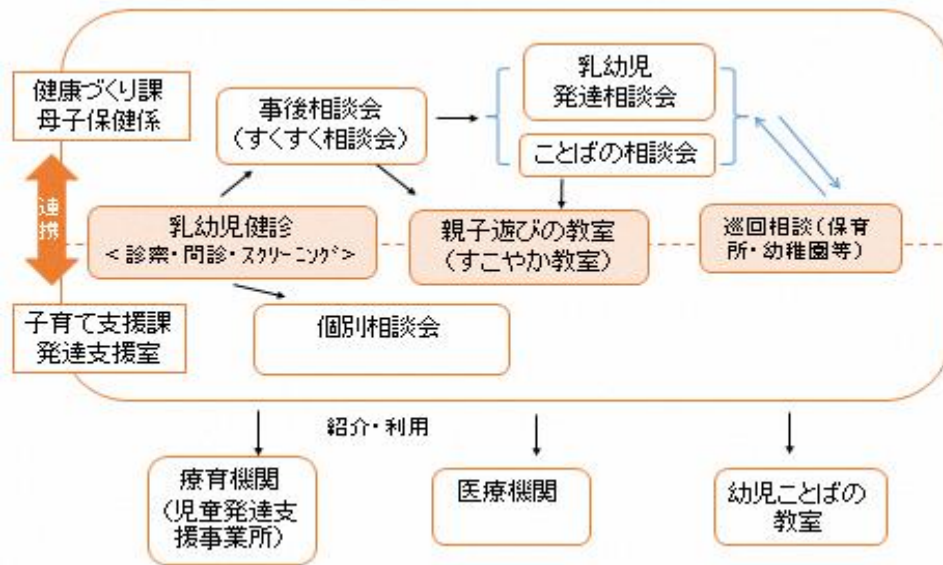 健康づくり課
母子保健係
連携
子育て支援課
発達支援室
事後相談会
(すくすく相談会)
乳幼児
発達相談会
ことばの相談会
乳幼児健診
<診察・問診・スクリーニング>
親子遊びの教室
(すこやか教室)
巡回相談(保育
所・幼稚園等)
個別相談会
紹介・利用
療育機関
(児童発達支
援事業所)
医療機関
幼児ことばの
教室